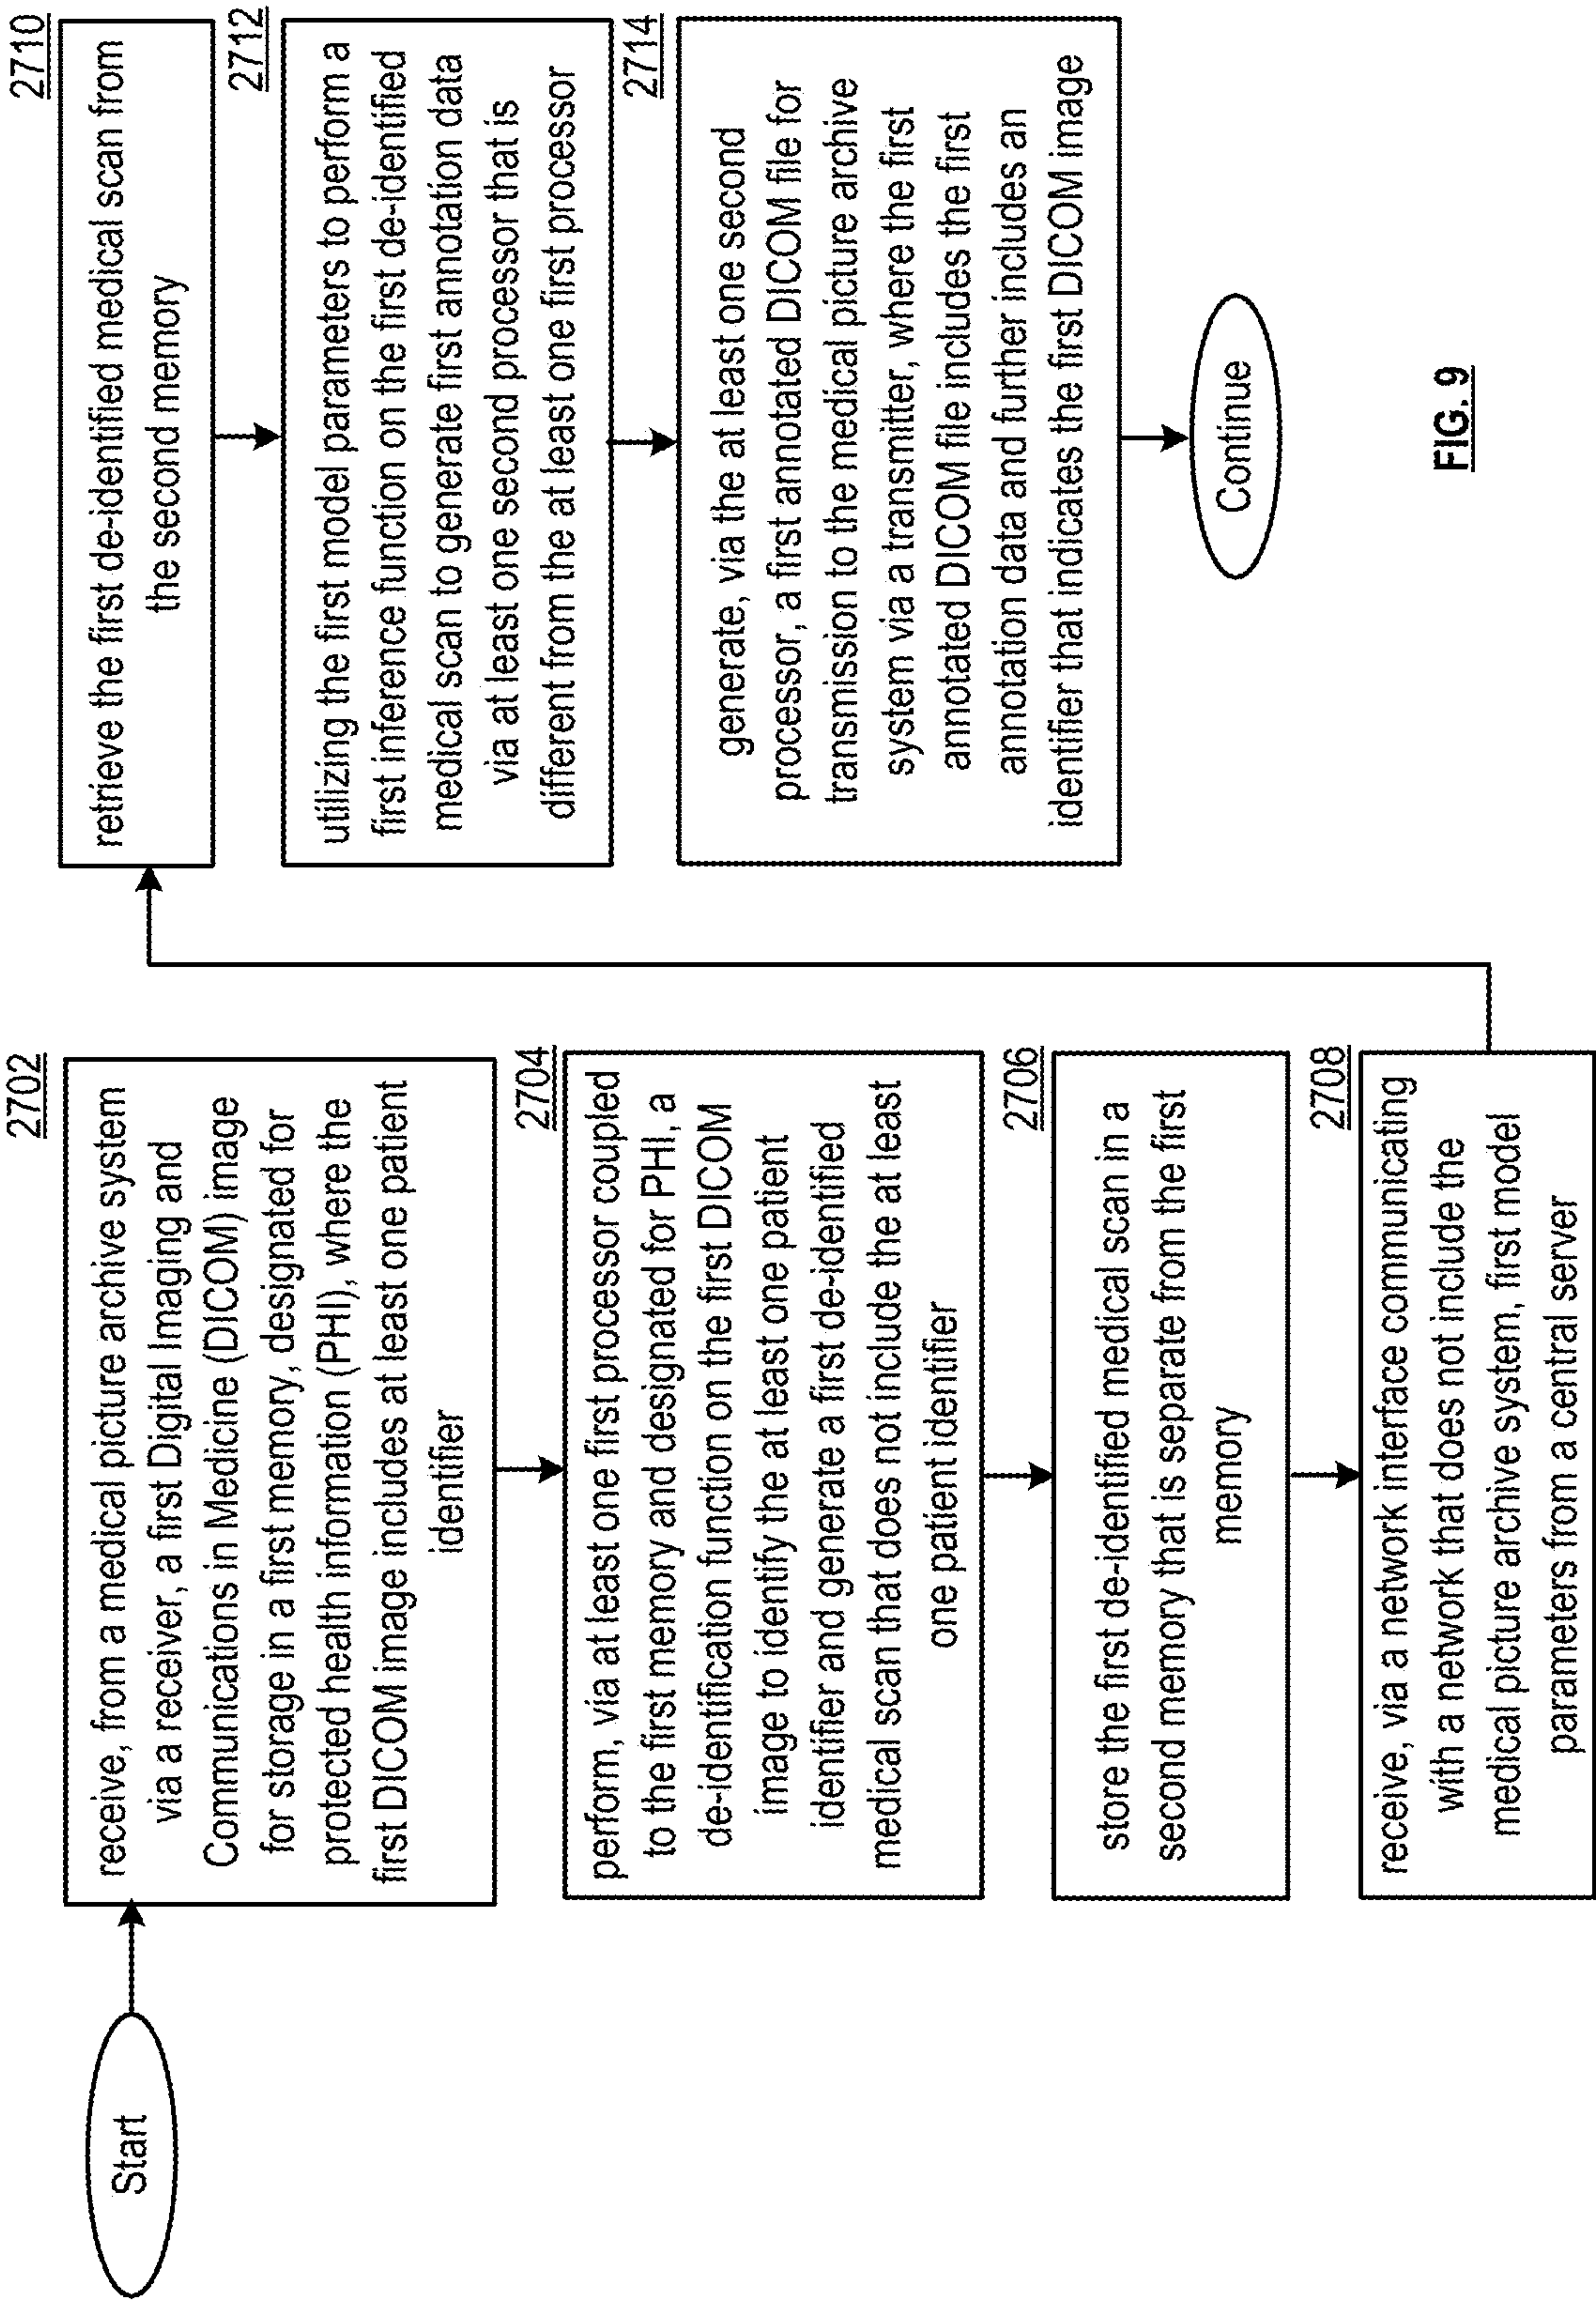 Start
2702
receive, from a medical picture archive system
via a receiver, a first Digital Imaging and
Communications in Medicine (DICOM) image
for storage in a first memory, designated for
protected health information (PHI), where the
first DICOM image includes at least one patient
identifier
2704
perform, via at least one first processor coupled
to the first memory and designated for PHI, a
de-identification function on the first DICOM
image to identify the at least one patient
identifier and generate a first de-identified
medical scan that does not include the at least
one patient identifier
2706
store the first de-identified medical scan in a
second memory that is separate from the first
memory
2708
receive, via a network interface communicating
with a network that does not include the
medical picture archive system, first model
parameters from a central server
2710
retrieve the first de-identified medical scan from
the second memory
2712
utilizing the first model parameters to perform a
first inference function on the first de-identified
medical scan to generate first annotation data
via at least one second processor that is
different from the at least one first processor
2714
generate, via the at least one second
processor, a first annotated DICOM file for
transmission to the medical picture archive
system via a transmitter, where the first
annotated DICOM file includes the first
annotation data and further includes an
identifier that indicates the first DICOM image
Continue
FIG. 9